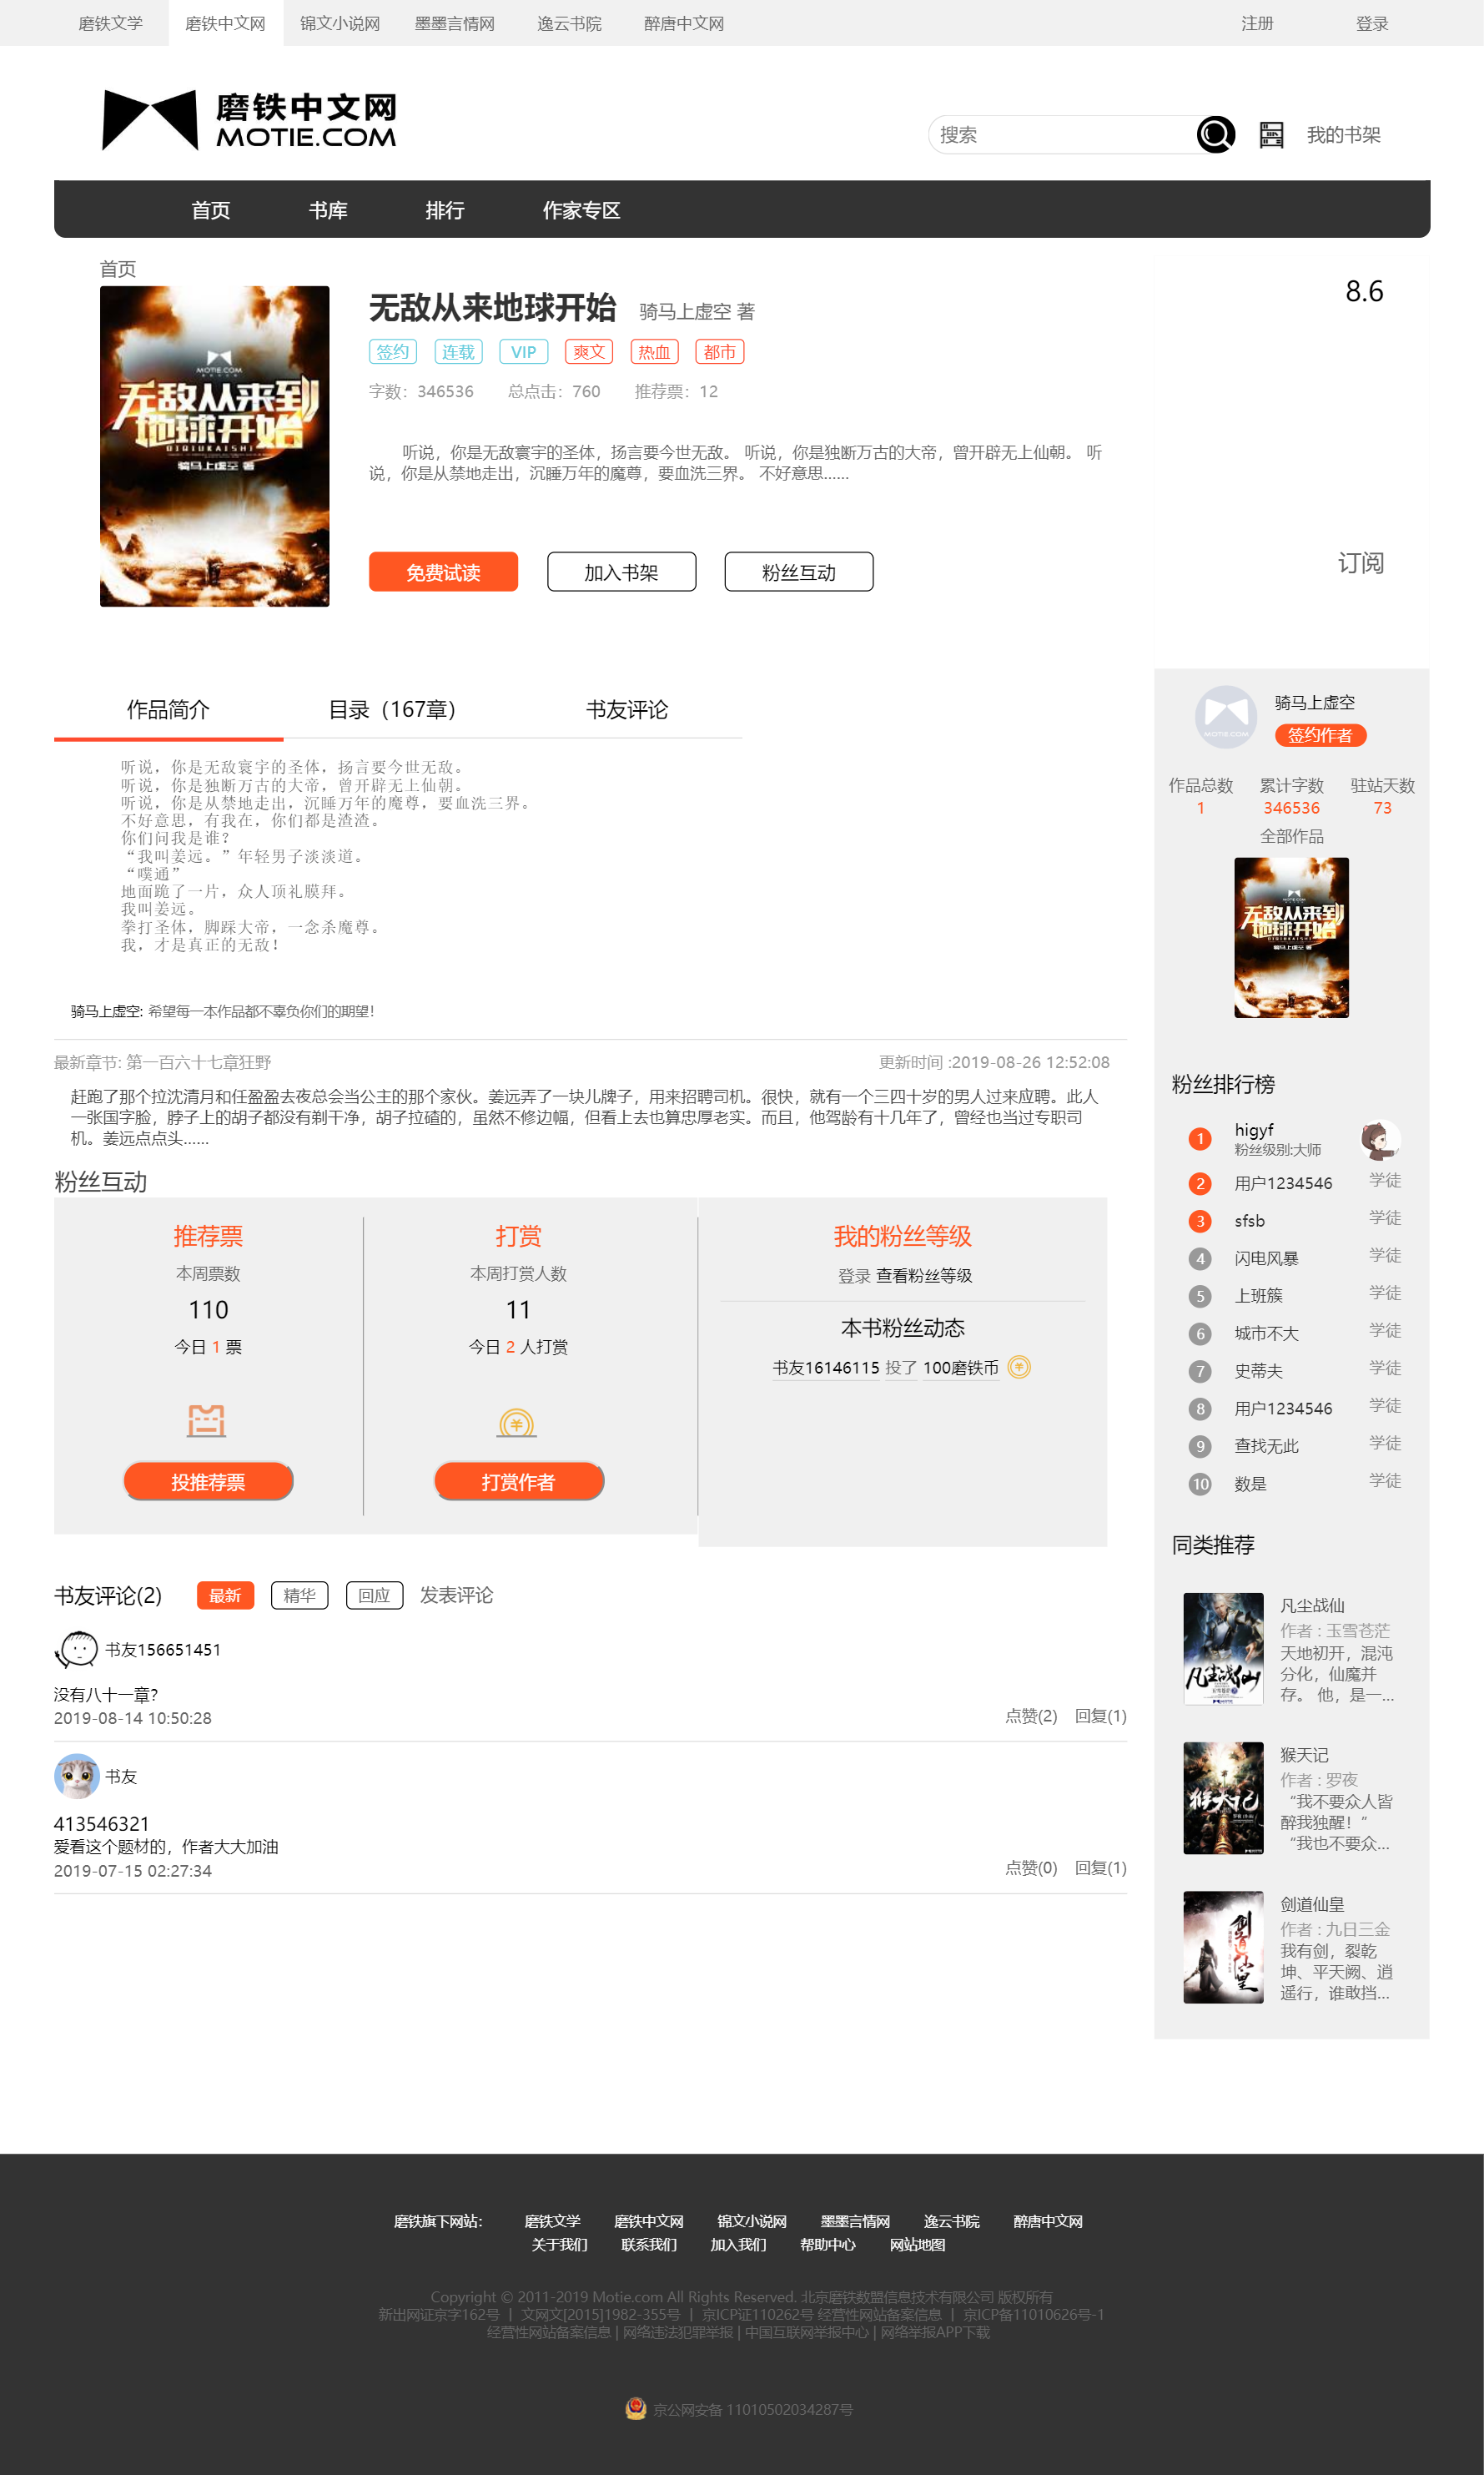 磨铁文学 磨铁中文网 锦文小说网 墨墨言情网 逸云书院 醉唐中文网 注册 登录
磨铁中文网
MOTIE.COM
搜索 我的书架
首页 书库 排行 作家专区
首页
MOTIE.COM
无敌从来到
地球开始
DIQIUKAISHI
骑马上虚空 著
无敌从来地球开始 骑马上虚空 著
8.6
签约 连载 VIP 爽文 热血 都市
字数：346536 总点击：760 推荐票：12
听说，你是无敌寰宇的圣体，扬言要今世无敌。 听说，你是独断万古的大帝，曾开辟无上仙朝。 听
说，你是从禁地走出，沉睡万年的魔尊，要血洗三界。 不好意思......
免费试读 加入书架 粉丝互动
订阅
作品简介 目录（167章） 书友评论
听说，你是无敌寰宇的圣体，扬言要今世无敌。
听说，你是独断万古的大帝，曾开辟无上仙朝。
听说，你是从禁地走出，沉睡万年的魔尊，要血洗三界。
不好意思，有我在，你们都是渣渣。
你们问我是谁？
“我叫姜远。”年轻男子淡淡道。
“噗通”
地面跪了一片，众人顶礼膜拜。
我叫姜远。
拳打圣体，脚踩大帝，一念杀魔尊。
我，才是真正的无敌！
骑马上虚空: 希望每一本作品都不辜负你们的期望！
最新章节: 第一百六十七章狂野 更新时间 :2019-08-26 12:52:08
赶跑了那个拉沈清月和任盈盈去夜总会当公主的那个家伙。姜远弄了一块儿牌子，用来招聘司机。很快，就有一个三四十岁的男人过来应聘。此人
一张国字脸，脖子上的胡子都没有剃干净，胡子拉碴的，虽然不修边幅，但看上去也算忠厚老实。而且，他驾龄有十几年了，曾经也当过专职司
机。姜远点点头......
粉丝互动
推荐票
本周票数
110
今日 1 票
投推荐票
打赏
本周打赏人数
11
今日 2 人打赏
打赏作者
我的粉丝等级
登录 查看粉丝等级
本书粉丝动态
书友16146115 投了 100磨铁币
书友评论(2) 最新 精华 回应 发表评论
书友156651451
没有八十一章?
2019-08-14 10:50:28 点赞(2) 回复(1)
书友
413546321
爱看这个题材的，作者大大加油
2019-07-15 02:27:34 点赞(0) 回复(1)
MOTIE.COM
骑马上虚空
签约作者
作品总数 累计字数 驻站天数
1 346536 73
全部作品
MOTIE.COM
无敌从来到
地球开始
DIQIUKAISHI
骑马上虚空 著
粉丝排行榜
1 higyf
粉丝级别:大师
2 用户1234546 学徒
3 sfsb 学徒
4 闪电风暴 学徒
5 上班簇 学徒
6 城市不大 学徒
7 史蒂夫 学徒
8 用户1234546 学徒
9 查找无此 学徒
10 数是 学徒
同类推荐
凡尘战仙
凡尘战仙
作者 : 玉雪苍茫
天地初开，混沌
分化，仙魔并
存。 他，是一...
猴天记
猴天记
作者 : 罗夜
“我不要众人皆
醉我独醒！”
“我也不要众...
剑道仙皇
剑道仙皇
作者 : 九日三金
我有剑，裂乾
坤、平天阙、逍
遥行，谁敢挡...
磨铁旗下网站： 磨铁文学 磨铁中文网 锦文小说网 墨墨言情网 逸云书院 醉唐中文网
关于我们 联系我们 加入我们 帮助中心 网站地图
Copyright © 2011-2019 Motie.com All Rights Reserved. 北京磨铁数盟信息技术有限公司 版权所有
新出网证京字162号 | 文网文[2015]1982-355号 | 京ICP证110262号 经营性网站备案信息 | 京ICP备11010626号-1
经营性网站备案信息 | 网络违法犯罪举报 | 中国互联网举报中心 | 网络举报APP下载
京公网安备 11010502034287号